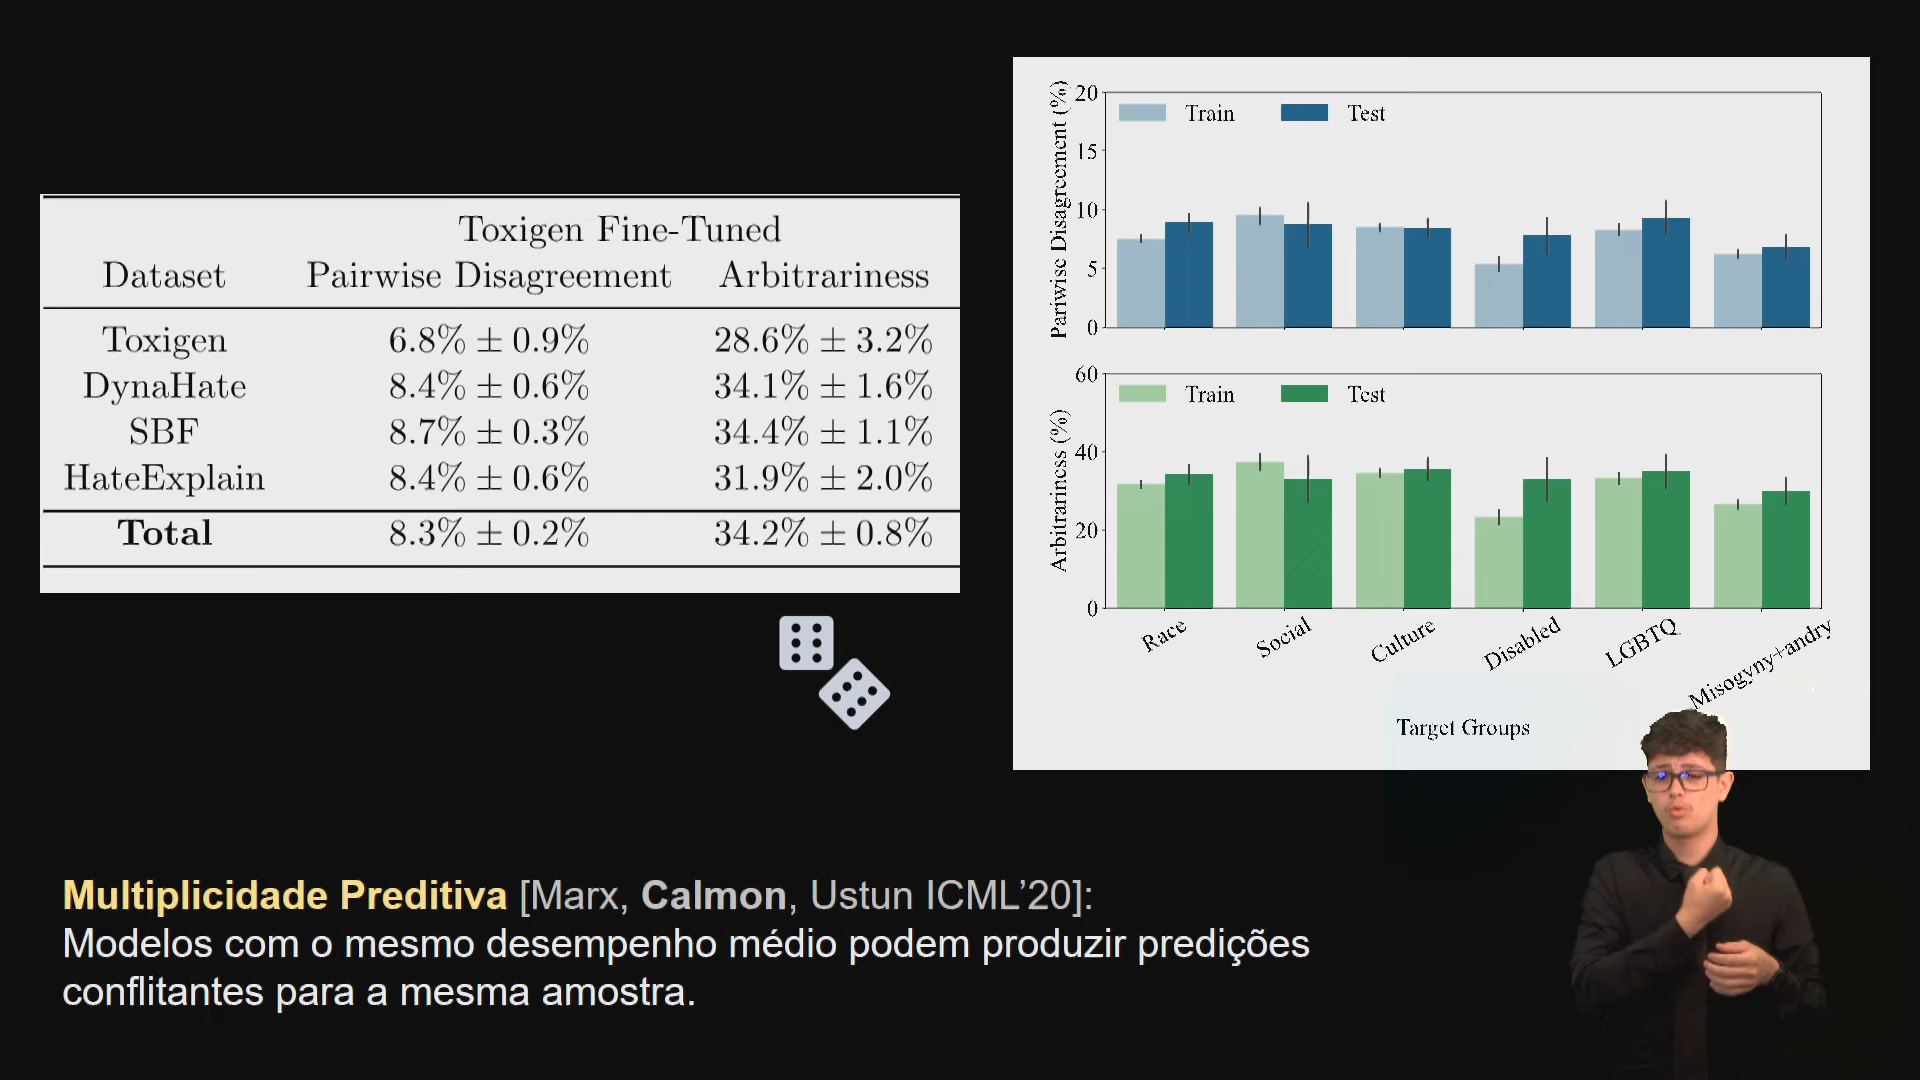 Toxigen Fine-Tuned
Dataset Pairwise Disagreement Arbitrariness
Toxigen 6.8% ± 0.9% 28.6% ± 3.2%
DynaHate 8.4% ± 0.6% 34.1% ± 1.6%
SBF 8.7% ± 0.3% 34.4% ± 1.1%
HateExplain 8.4% ± 0.6% 31.9% ± 2.0%
Total 8.3% ± 0.2% 34.2% ± 0.8%
Pariwise Disagreement (%)
20
15
10
5
0
Train Test
Arbitrariness (%)
60
40
20
0
Train Test
Race Social Culture Disabled LGBTQ Misogyny+andry
Target Groups
Multiplicidade Preditiva [Marx, Calmon, Ustun ICML’20]:
Modelos com o mesmo desempenho médio podem produzir predições
conflitantes para a mesma amostra.